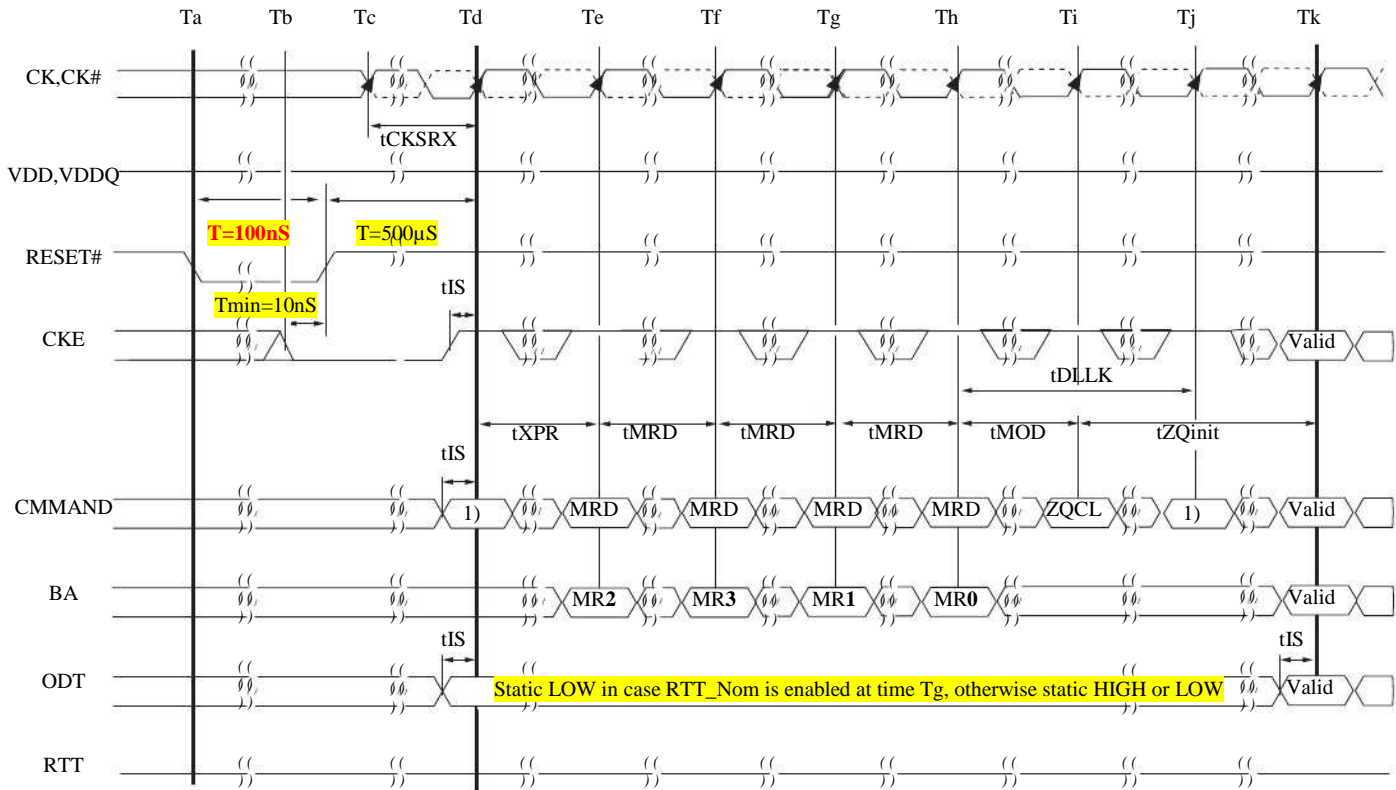 Ta Tb Tc Td Te Tf Tg Th Ti Tj Tk
CK,CK#
tCKSRX
VDD,VDDQ
T=100nS T=500µS
RESET#
Tmin=10nS tIS
CKE Valid
tDLLK
tXPR tMRD tMRD tMRD tMOD tZQinit
tIS
CMMAND 1) MRD MRD MRD MRD ZQCL 1) Valid
BA MR2 MR3 MR1 MR0 Valid
tIS tIS
ODT Static LOW in case RTT_Nom is enabled at time Tg, otherwise static HIGH or LOW Valid
RTT